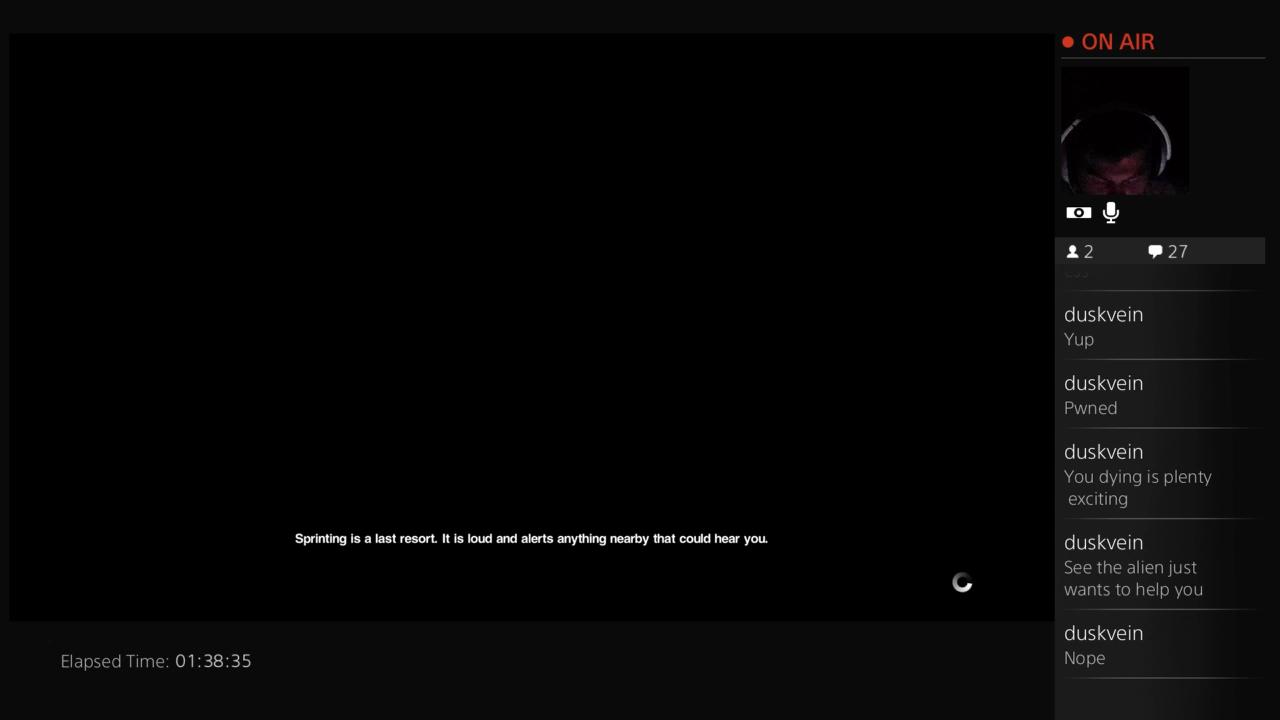 ON AIR
2 27
duskvein
Yup
duskvein
Pwned
duskvein
You dying is plenty
exciting
duskvein
See the alien just
wants to help you
duskvein
Nope
Sprinting is a last resort. It is loud and alerts anything nearby that could hear you.
Elapsed Time: 01:38:35